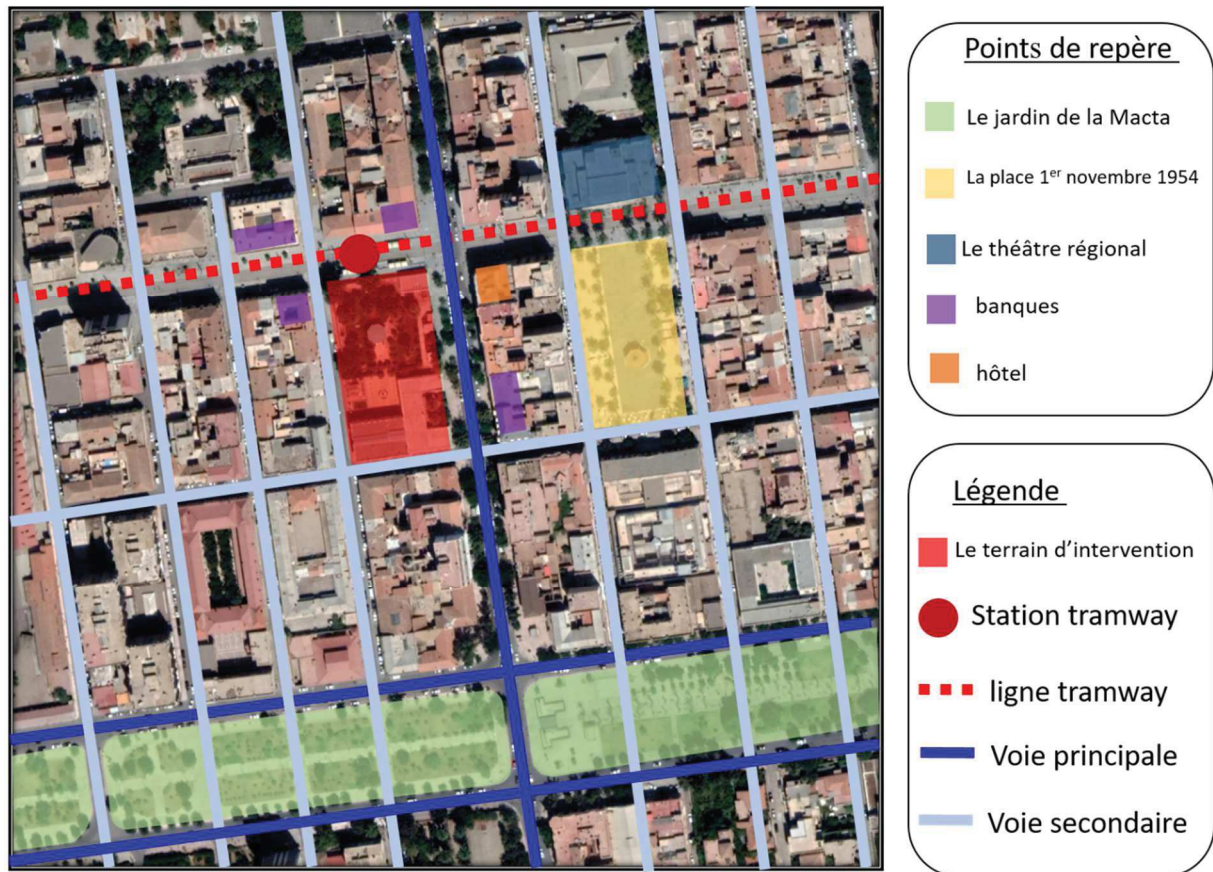 Points de repère
Le jardin de la Macta
La place 1er novembre 1954
Le théâtre régional
banques
hôtel
Légende
Le terrain d'intervention
Station tramway
ligne tramway
Voie principale
Voie secondaire